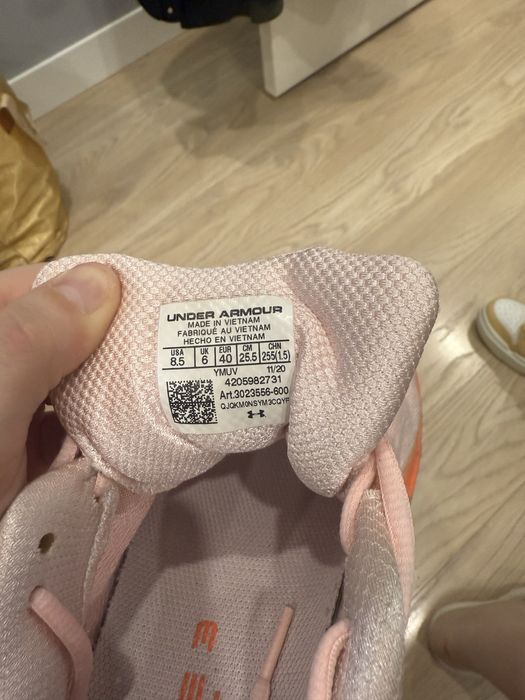 UNDER ARMOUR
MADE IN VIETNAM
FABRIQUÉ AU VIETNAM
HECHO EN VIETNAM
USA UK EUR CM CHN
8.5 6 40 25.5 255(1.5)
YMUV 11/20
4205982731
Art.3023556-600